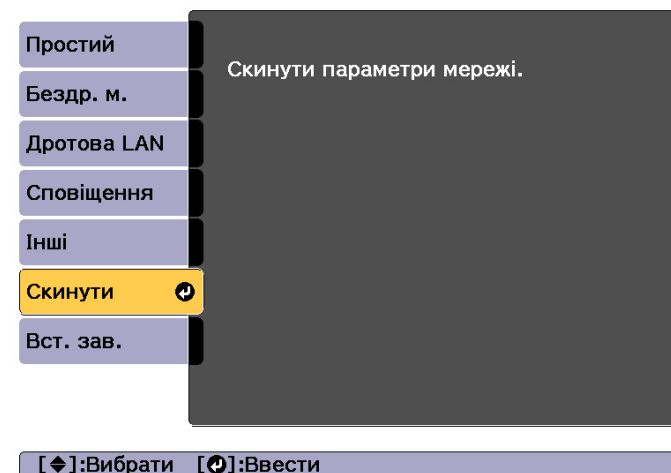 Простий
Бездр. м.
Дротова LAN
Сповіщення
Інші
Скинути
Вст. зав.
Скинути параметри мережі.
[◆]:Вибрати [↵]:Ввести